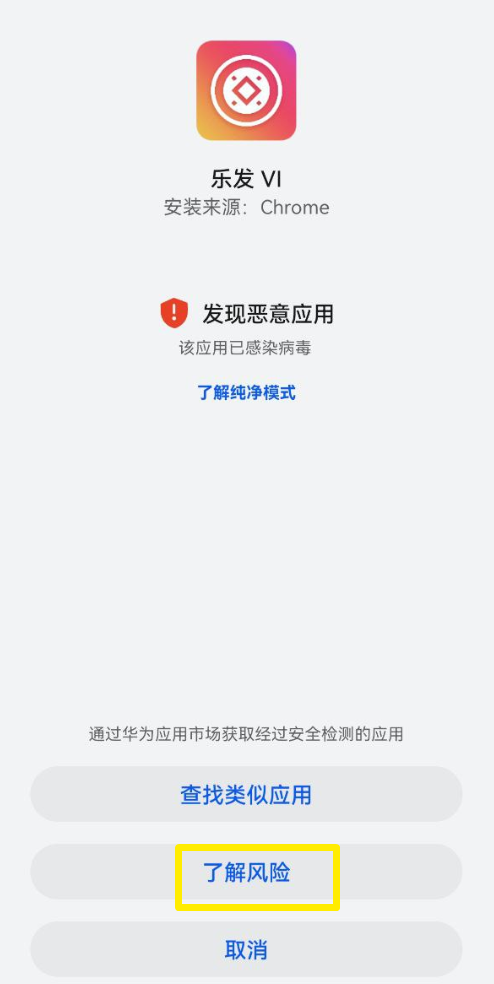 乐发 VI
安装来源：Chrome
发现恶意应用
该应用已感染病毒
了解纯净模式
通过华为应用市场获取经过安全检测的应用
查找类似应用
了解风险
取消